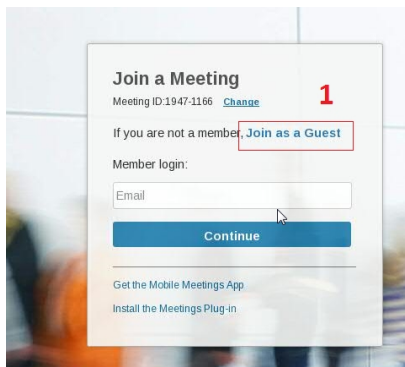 Join a Meeting
Meeting ID:1947-1166 Change
1
If you are not a member, Join as a Guest
Member login:
Email
Continue
Get the Mobile Meetings App
Install the Meetings Plug-in